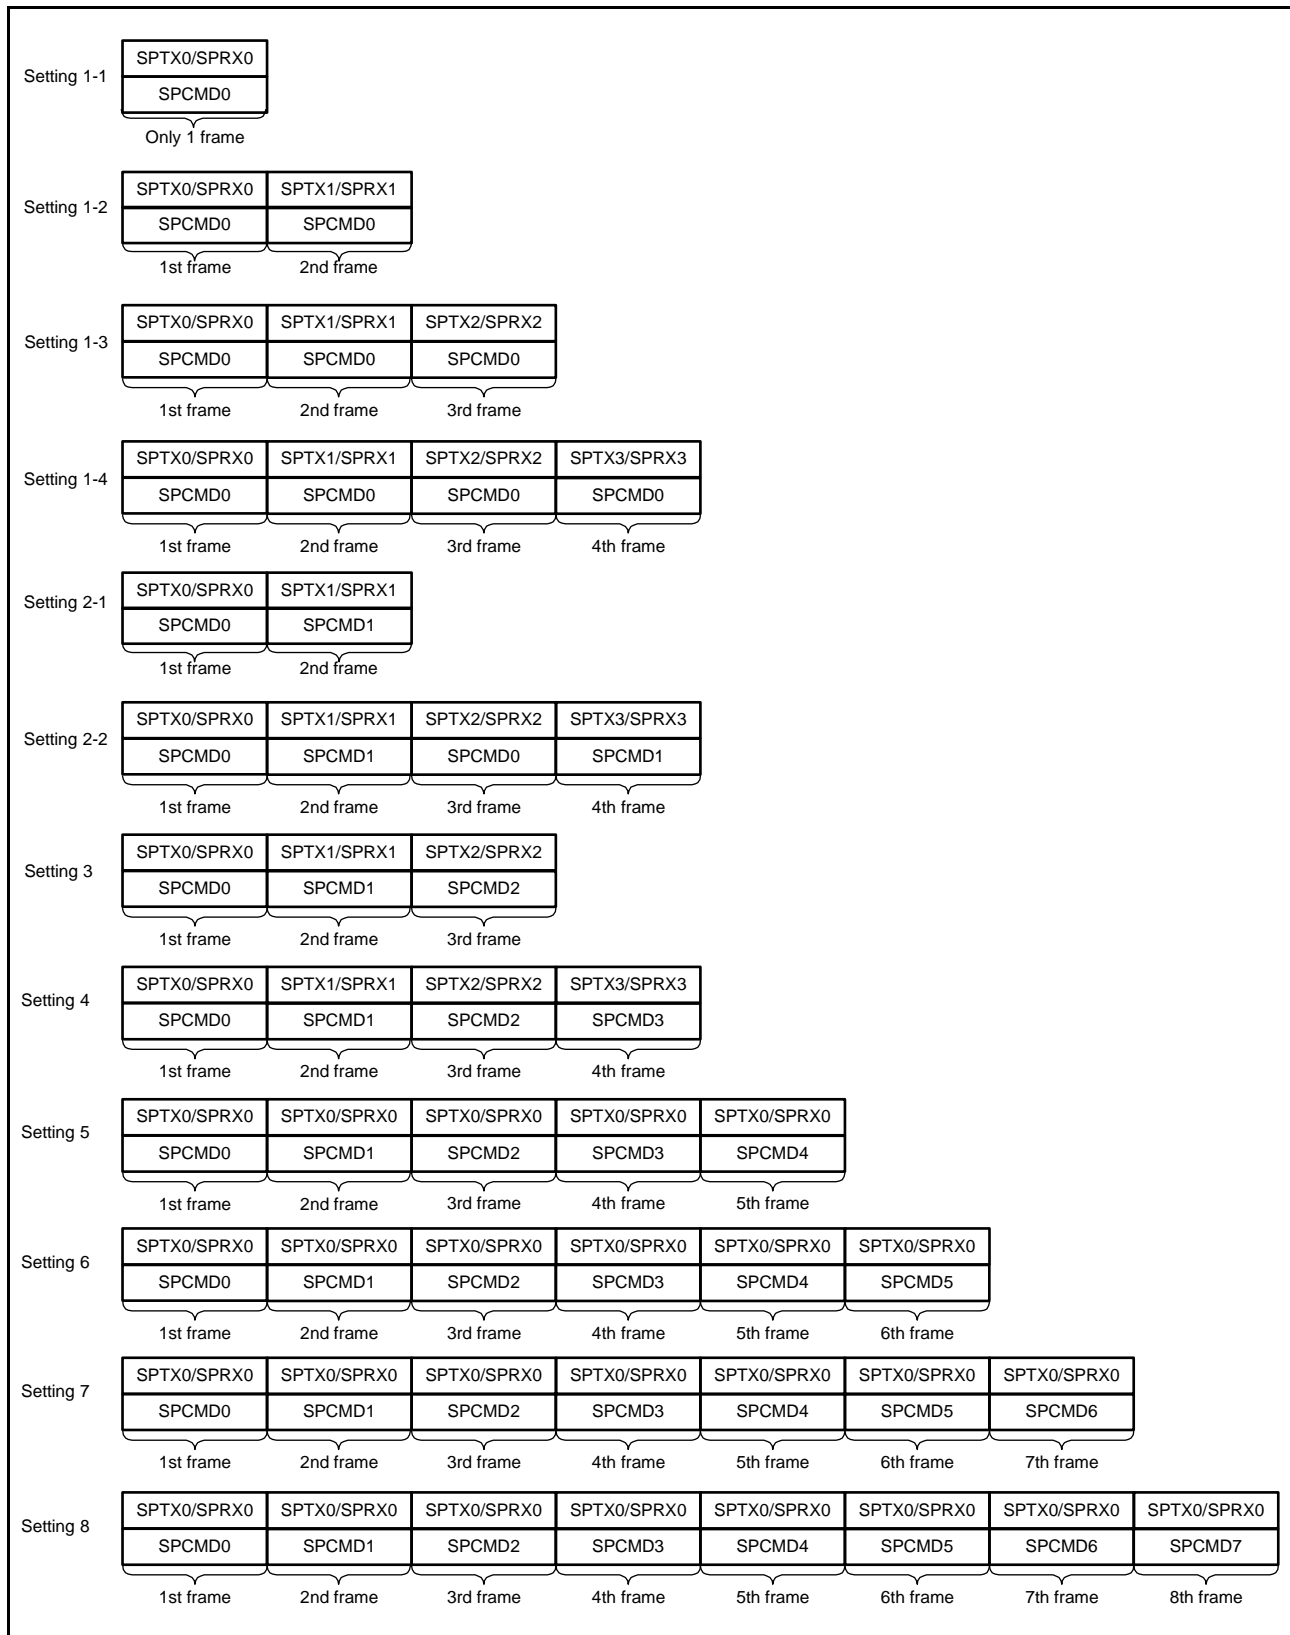 SPTX0/SPRX0
Setting 1-1
SPCMD0
Only 1 frame
SPTX0/SPRX0 SPTX1/SPRX1
Setting 1-2
SPCMD0 SPCMD0
1st frame 2nd frame
SPTX0/SPRX0 SPTX1/SPRX1 SPTX2/SPRX2
Setting 1-3
SPCMD0 SPCMD0 SPCMD0
1st frame 2nd frame 3rd frame
SPTX0/SPRX0 SPTX1/SPRX1 SPTX2/SPRX2 SPTX3/SPRX3
Setting 1-4
SPCMD0 SPCMD0 SPCMD0 SPCMD0
1st frame 2nd frame 3rd frame 4th frame
SPTX0/SPRX0 SPTX1/SPRX1
Setting 2-1
SPCMD0 SPCMD1
1st frame 2nd frame
SPTX0/SPRX0 SPTX1/SPRX1 SPTX2/SPRX2 SPTX3/SPRX3
Setting 2-2
SPCMD0 SPCMD1 SPCMD0 SPCMD1
1st frame 2nd frame 3rd frame 4th frame
SPTX0/SPRX0 SPTX1/SPRX1 SPTX2/SPRX2
Setting 3
SPCMD0 SPCMD1 SPCMD2
1st frame 2nd frame 3rd frame
SPTX0/SPRX0 SPTX1/SPRX1 SPTX2/SPRX2 SPTX3/SPRX3
Setting 4
SPCMD0 SPCMD1 SPCMD2 SPCMD3
1st frame 2nd frame 3rd frame 4th frame
SPTX0/SPRX0 SPTX0/SPRX0 SPTX0/SPRX0 SPTX0/SPRX0 SPTX0/SPRX0
Setting 5
SPCMD0 SPCMD1 SPCMD2 SPCMD3 SPCMD4
1st frame 2nd frame 3rd frame 4th frame 5th frame
SPTX0/SPRX0 SPTX0/SPRX0 SPTX0/SPRX0 SPTX0/SPRX0 SPTX0/SPRX0 SPTX0/SPRX0
Setting 6
SPCMD0 SPCMD1 SPCMD2 SPCMD3 SPCMD4 SPCMD5
1st frame 2nd frame 3rd frame 4th frame 5th frame 6th frame
SPTX0/SPRX0 SPTX0/SPRX0 SPTX0/SPRX0 SPTX0/SPRX0 SPTX0/SPRX0 SPTX0/SPRX0 SPTX0/SPRX0
Setting 7
SPCMD0 SPCMD1 SPCMD2 SPCMD3 SPCMD4 SPCMD5 SPCMD6
1st frame 2nd frame 3rd frame 4th frame 5th frame 6th frame 7th frame
SPTX0/SPRX0 SPTX0/SPRX0 SPTX0/SPRX0 SPTX0/SPRX0 SPTX0/SPRX0 SPTX0/SPRX0 SPTX0/SPRX0 SPTX0/SPRX0
Setting 8
SPCMD0 SPCMD1 SPCMD2 SPCMD3 SPCMD4 SPCMD5 SPCMD6 SPCMD7
1st frame 2nd frame 3rd frame 4th frame 5th frame 6th frame 7th frame 8th frame